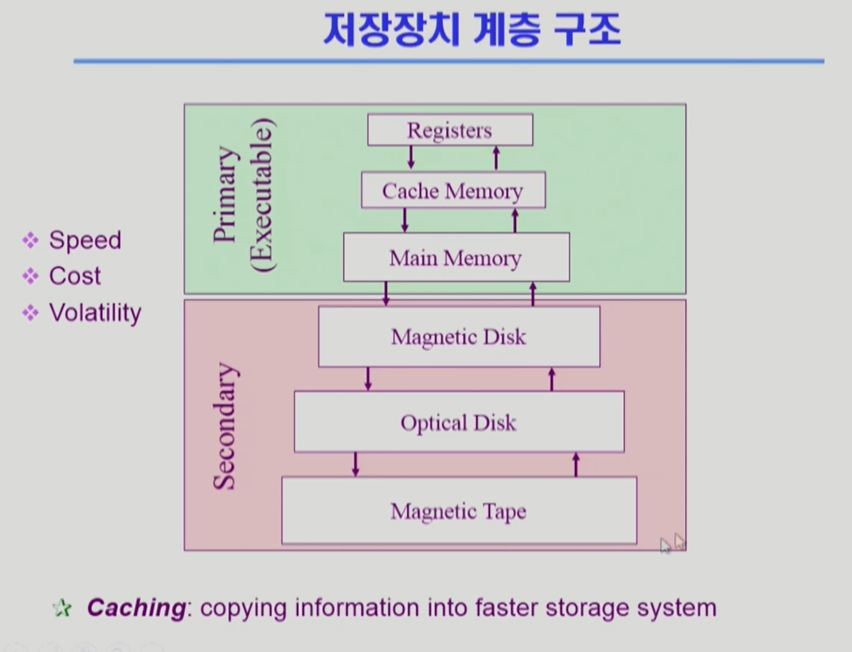 저장장치 계층 구조
Primary
(Executable)
Registers
Cache Memory
Main Memory
❖ Speed
❖ Cost
❖ Volatility
Secondary
Magnetic Disk
Optical Disk
Magnetic Tape
☆ Caching: copying information into faster storage system